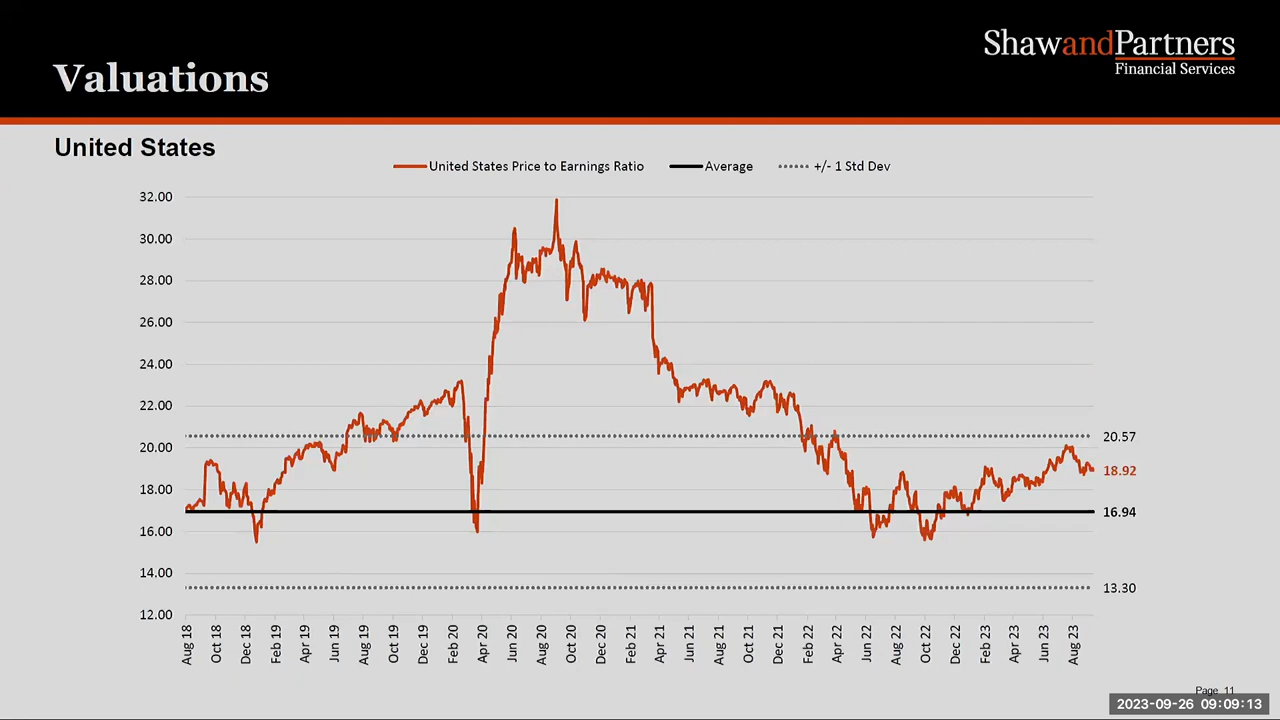 ShawandPartners
Financial Services
Valuations
United States
United States Price to Earnings Ratio Average +/- 1 Std Dev
32.00
30.00
28.00
26.00
24.00
22.00
20.00
18.00
16.00
14.00
12.00
20.57
18.92
16.94
13.30
Aug 18 Oct 18 Dec 18 Feb 19 Apr 19 Jun 19 Aug 19 Oct 19 Dec 19 Feb 20 Apr 20 Jun 20 Aug 20 Oct 20 Dec 20 Feb 21 Apr 21 Jun 21 Aug 21 Oct 21 Dec 21 Feb 22 Apr 22 Jun 22 Aug 22 Oct 22 Dec 22 Feb 23 Apr 23 Jun 23 Aug 23
Page 11
2023-09-26 09:09:13